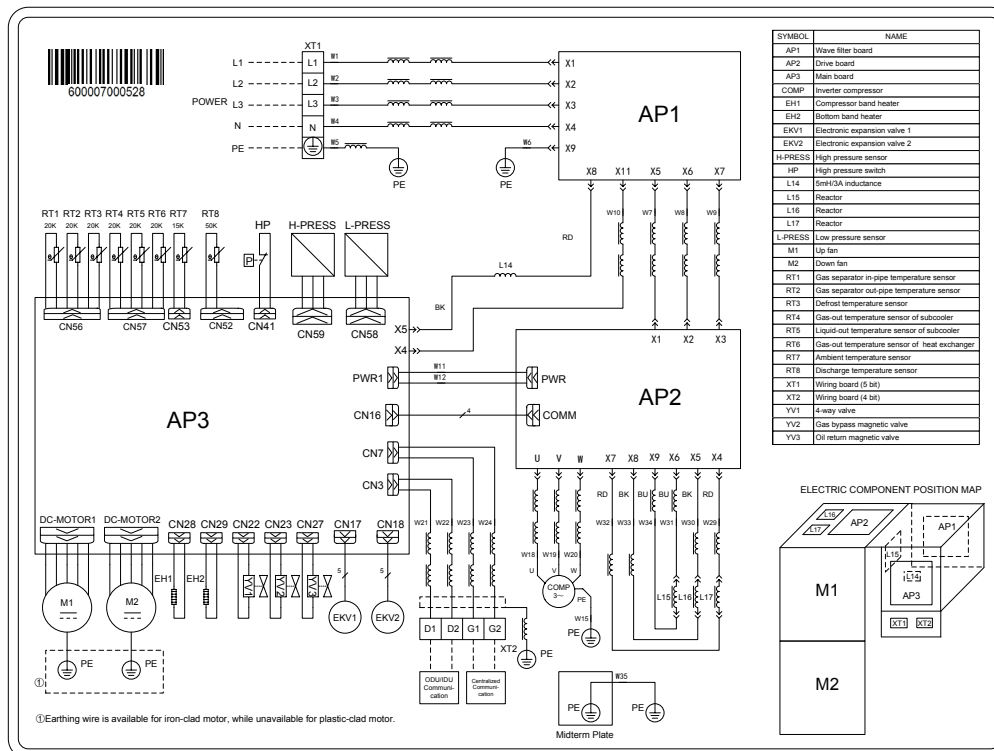 600007000528
XT1
L1 L1 W1 X1
L2 L2 W2 X2
POWER L3 L3 W3 X3
N N W4 X4
PE W5 W6 X9
PE PE
AP1
X8 X11 X5 X6 X7
W10 W7 W8 W9
RD
L14
BK
RT1 RT2 RT3 RT4 RT5 RT6 RT7 RT8
20K 20K 20K 20K 20K 20K 15K 50K
HP H-PRESS L-PRESS
P
CN56 CN57 CN53 CN52 CN41 CN59 CN58
X5
X4
X1 X2 X3
PWR1 W11 PWR
W12
AP3
AP2
CN16 4 COMM
CN7
CN3
U V W X7 X8 X9 X6 X5 X4
RD BK BU BU BK RD
W21 W22 W23 W24
W32 W33 W34 W31 W30 W29
W18 W19 W20
U V W
COMP
3~
PE
W15
PE
L15 L16 L17
DC-MOTOR1 DC-MOTOR2 CN28 CN29 CN22 CN23 CN27 CN17 CN18
EH1 EH2 YV1 YV2 YV3
5 5
M1 M2 EKV1 EKV2
PE PE
①
D1 D2 G1 G2
XT2 PE
ODU/IDU
Communi-
cation
Centralized
Communi-
cation
W35
PE PE
Midterm Plate
①Earthing wire is available for iron-clad motor, while unavailable for plastic-clad motor.
SYMBOL NAME
AP1 Wave filter board
AP2 Drive board
AP3 Main board
COMP Inverter compressor
EH1 Compressor band heater
EH2 Bottom band heater
EKV1 Electronic expansion valve 1
EKV2 Electronic expansion valve 2
H-PRESS High pressure sensor
HP High pressure switch
L14 5mH/3A inductance
L15 Reactor
L16 Reactor
L17 Reactor
L-PRESS Low pressure sensor
M1 Up fan
M2 Down fan
RT1 Gas separator in-pipe temperature sensor
RT2 Gas separator out-pipe temperature sensor
RT3 Defrost temperature sensor
RT4 Gas-out temperature sensor of subcooler
RT5 Liquid-out temperature sensor of subcooler
RT6 Gas-out temperature sensor of heat exchanger
RT7 Ambient temperature sensor
RT8 Discharge temperature sensor
XT1 Wiring board (5 bit)
XT2 Wiring board (4 bit)
YV1 4-way valve
YV2 Gas bypass magnetic valve
YV3 Oil return magnetic valve
ELECTRIC COMPONENT POSITION MAP
L16
L17
AP2
AP1
L15
L14
AP3
XT1 XT2
M1
M2